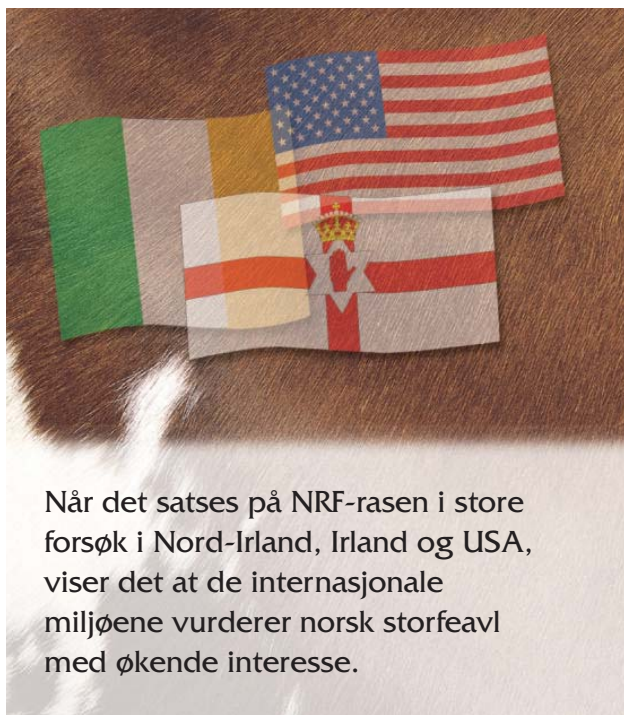 Når det satses på NRF-rasen i store
forsøk i Nord-Irland, Irland og USA,
viser det at de internasjonale
miljøene vurderer norsk storfeavl
med økende interesse.